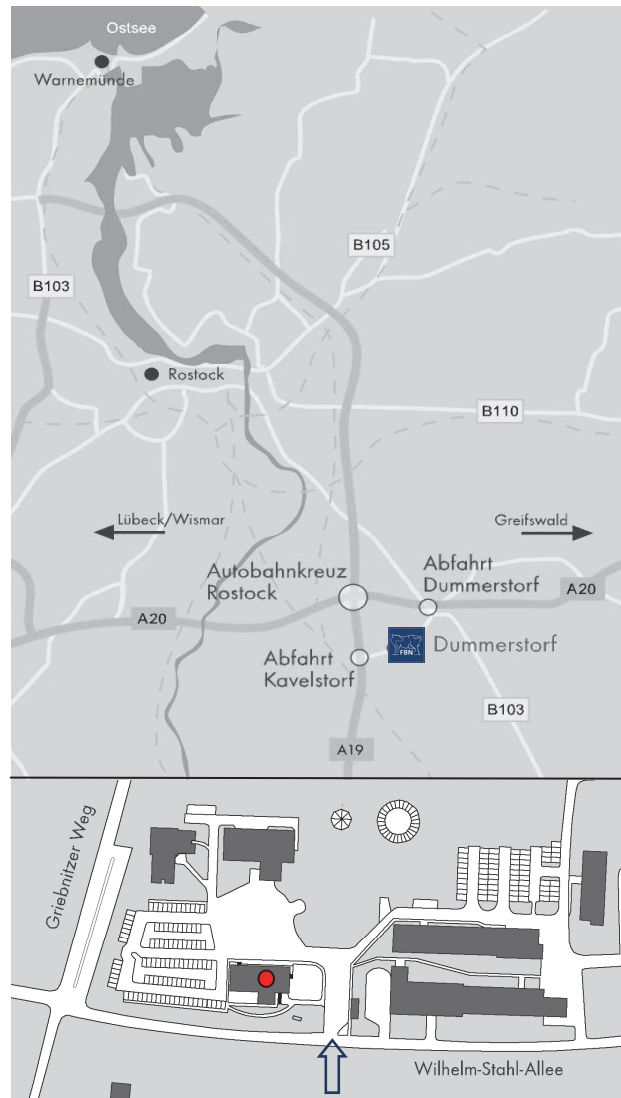 Ostsee
Warnemünde
B105
B103
Rostock
B110
Lübeck/Wismar
Greifswald
Autobahnkreuz
Rostock
Abfahrt
Dummerstorf
A20
A20
FBN
Dummerstorf
Abfahrt
Kavelstorf
B103
A19
Griebnitzer Weg
Wilhelm-Stahl-Allee